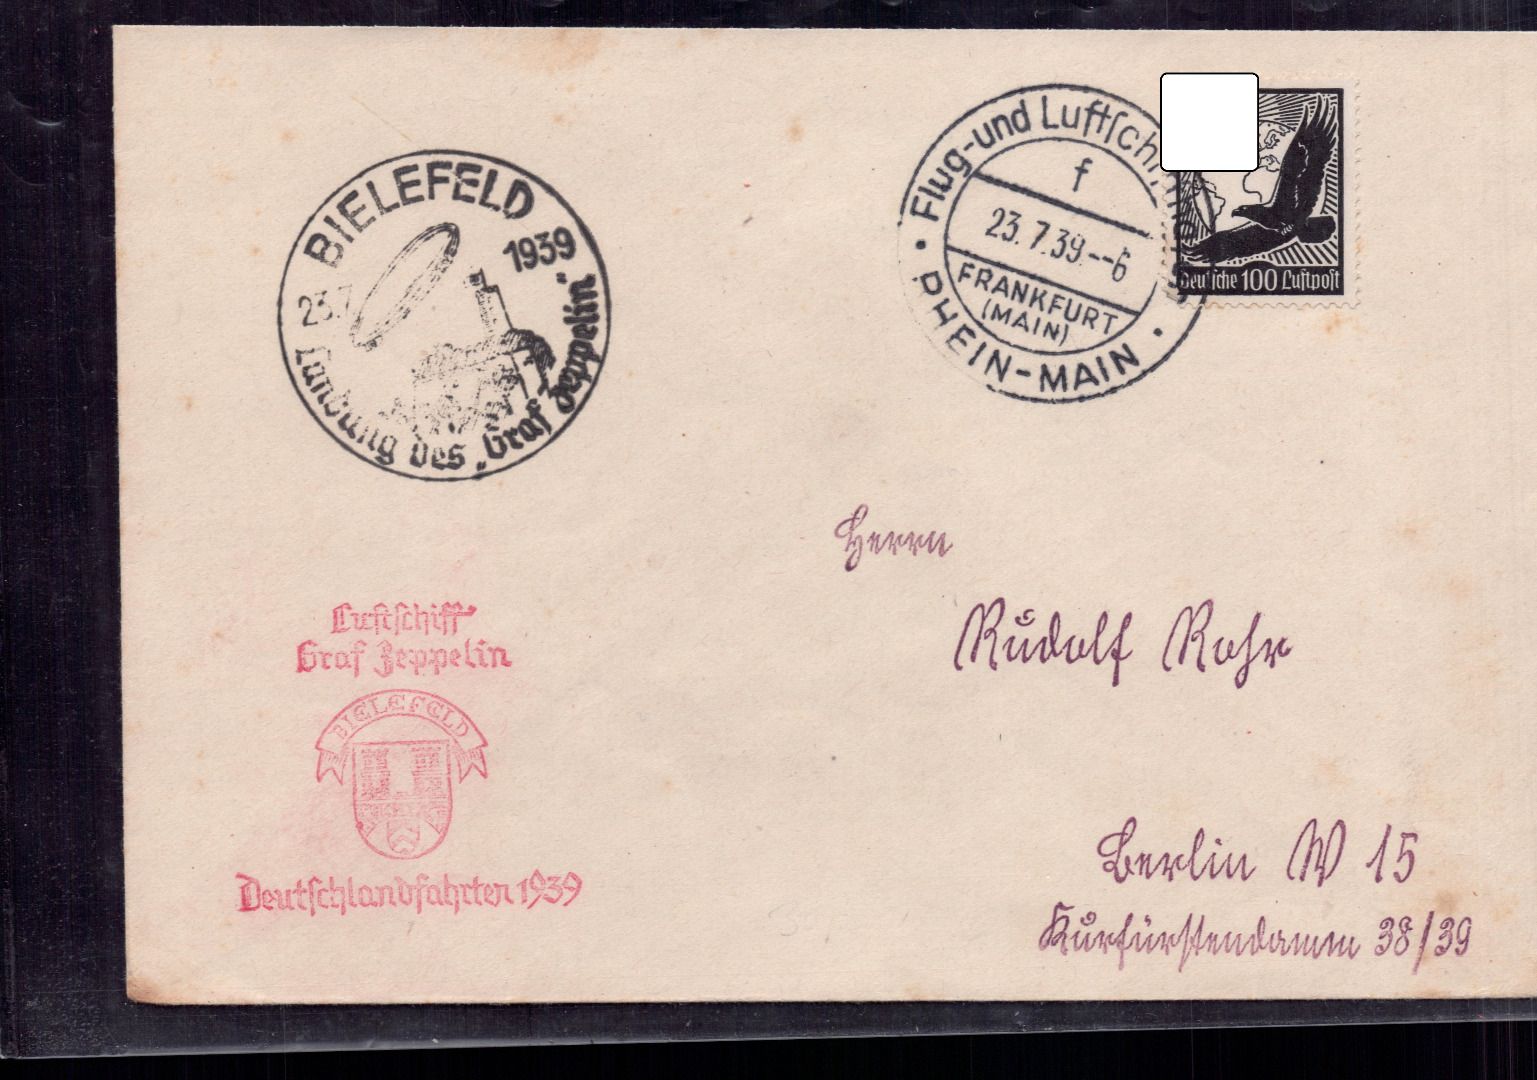 BIELEFELD
23.7 1939
Landung des „Graf Zeppelin“
Flug-und Luftsch
f
23.7.39.--6
FRANKFURT
(MAIN)
RHEIN-MAIN
Deutsche 100 Luftpost
Herrn
Rudolf Rohr
Berlin W 15
Kurfürstendamm 38/39
Luftschiff
Graf Zeppelin
BIELEFELD
Deutschlandfahrten 1939